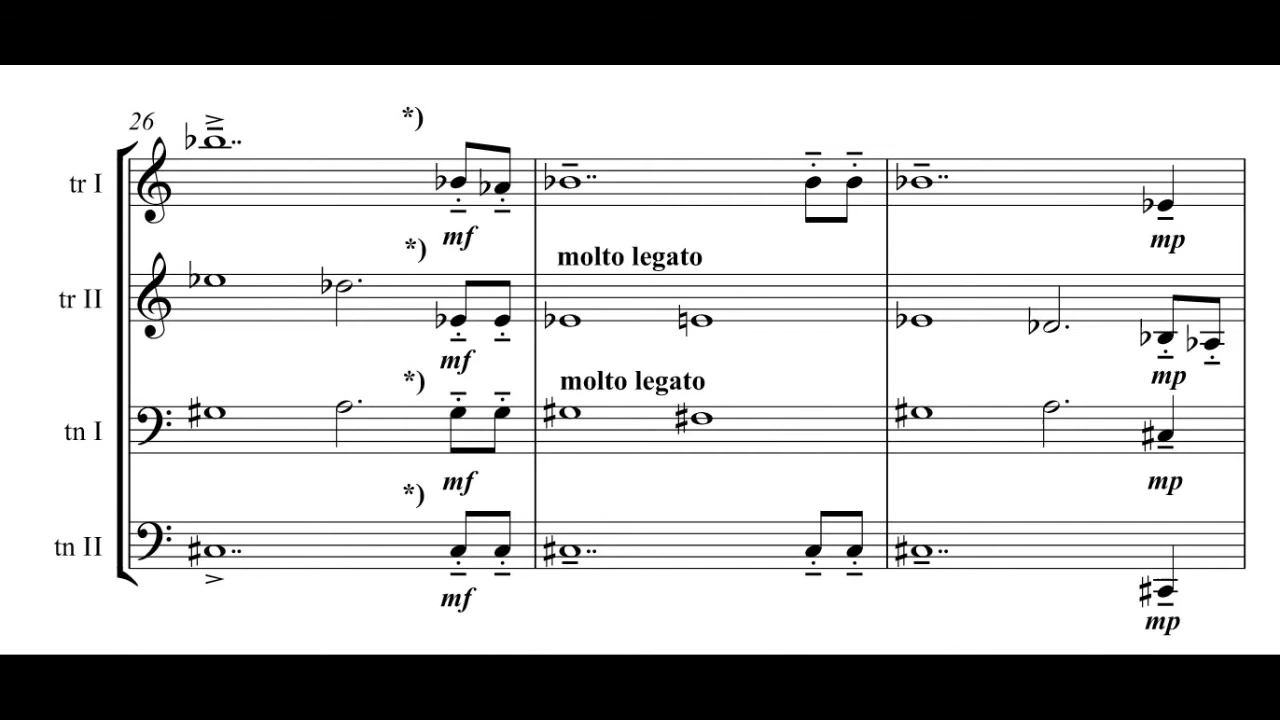 26
*)
tr I
mf
mp
*)
molto legato
tr II
mf
mp
*)
molto legato
tn I
mf
mp
*)
tn II
mf
mp